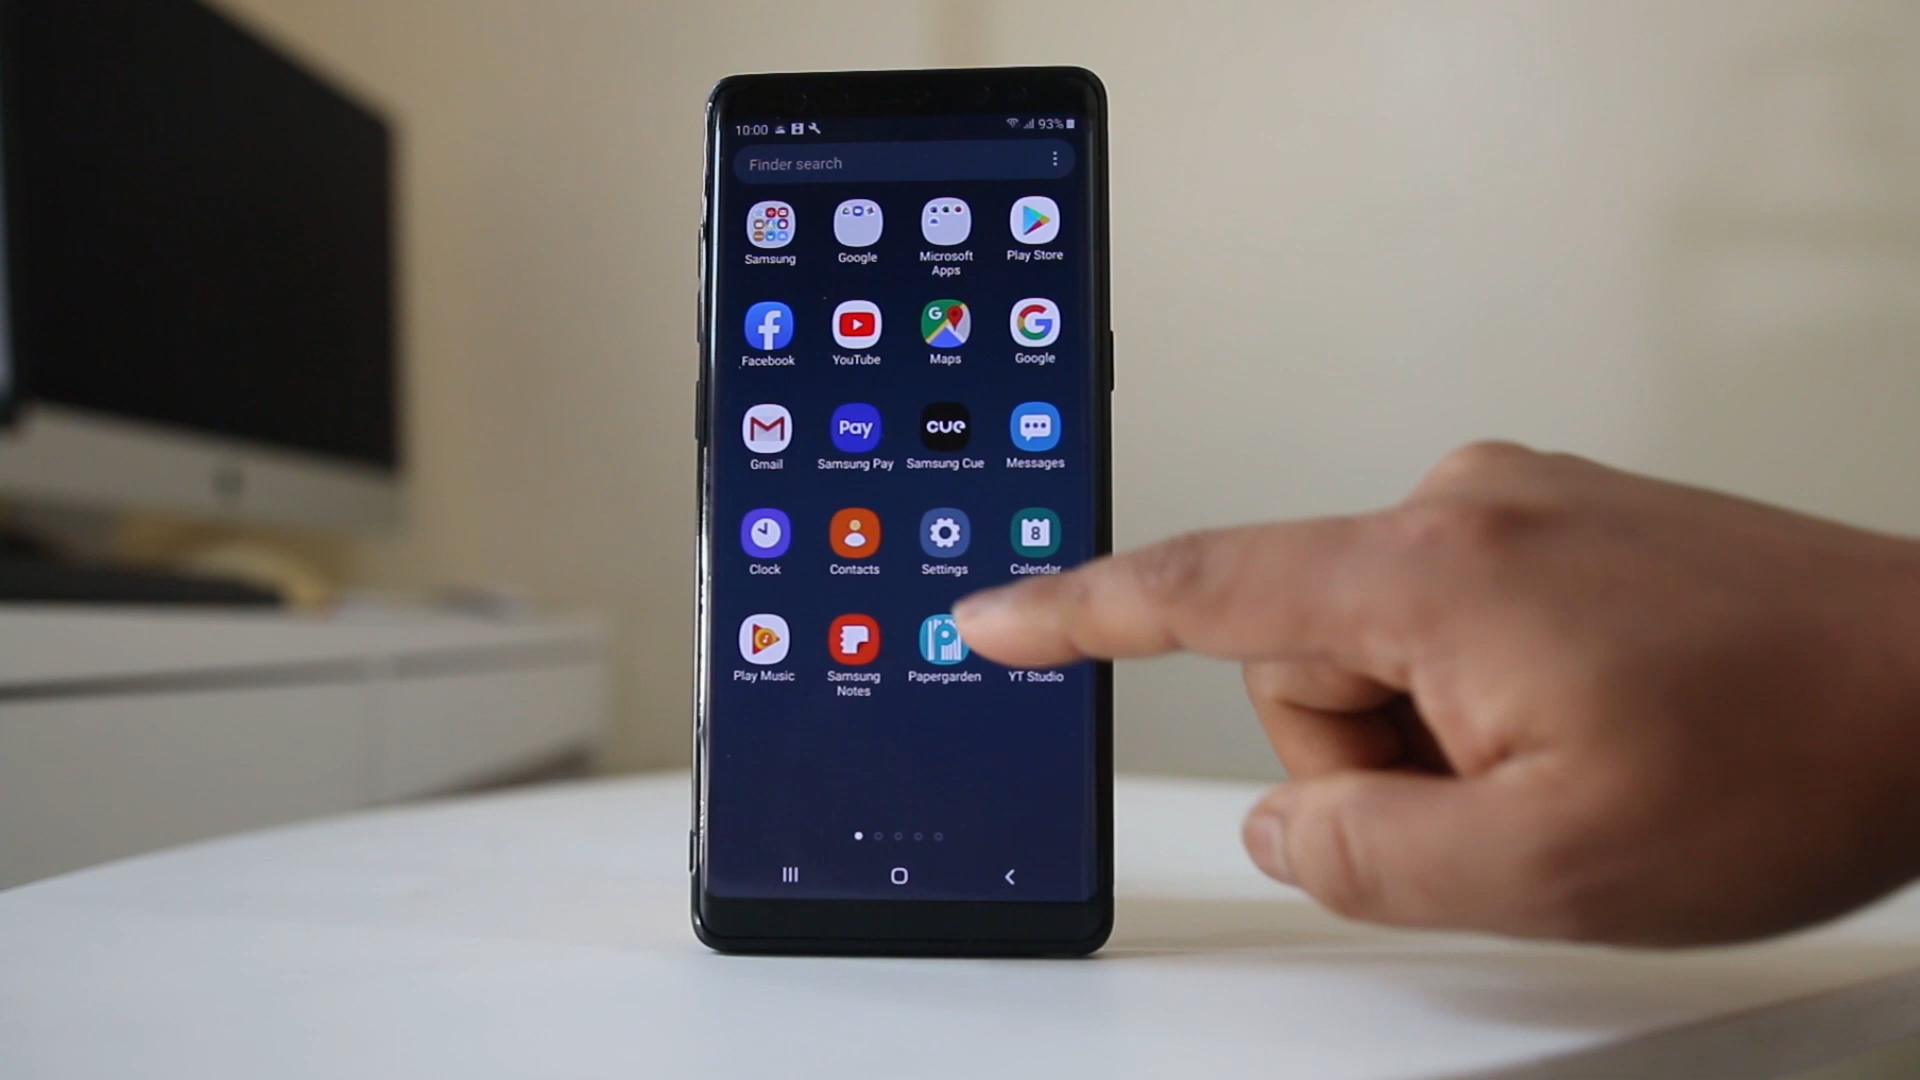 10:00
93%
Finder search
Samsung
Google
Microsoft
Apps
Play Store
Facebook
YouTube
G
Maps
G
Google
M
Gmail
Pay
Samsung Pay
CUE
Samsung Cue
Messages
Clock
Contacts
Settings
8
Calendar
Play Music
Samsung
Notes
P
Papergarden
YT Studio